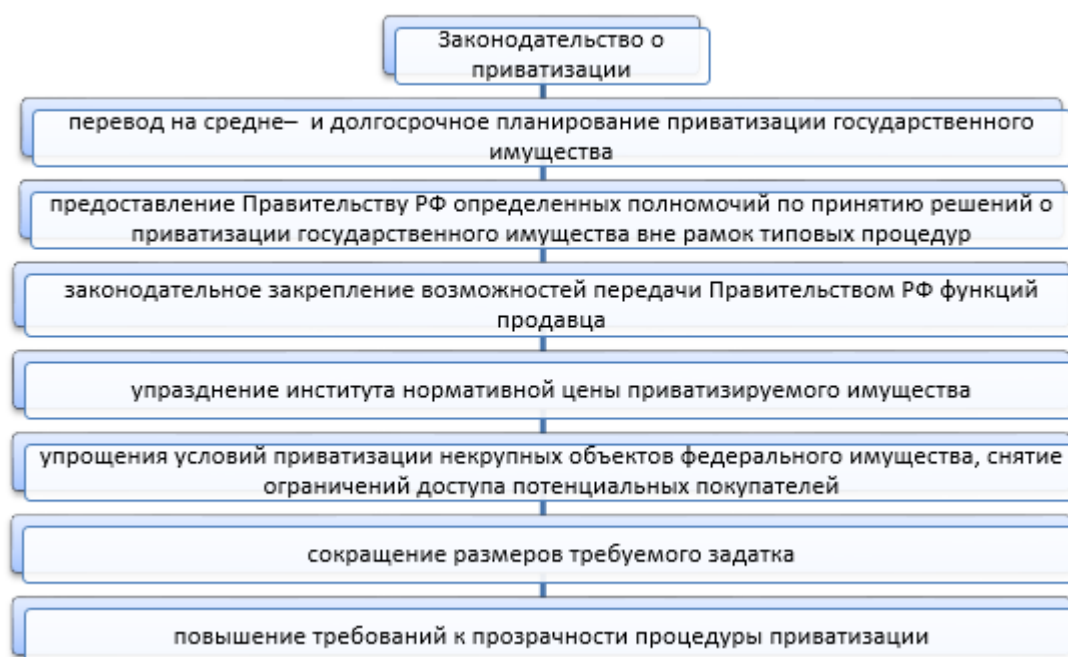 Законодательство о
приватизации
перевод на средне– и долгосрочное планирование приватизации государственного
имущества
предоставление Правительству РФ определенных полномочий по принятию решений о
приватизации государственного имущества вне рамок типовых процедур
законодательное закрепление возможностей передачи Правительством РФ функций
продавца
упразднение института нормативной цены приватизируемого имущества
упрощения условий приватизации некрупных объектов федерального имущества, снятие
ограничений доступа потенциальных покупателей
сокращение размеров требуемого задатка
повышение требований к прозрачности процедуры приватизации